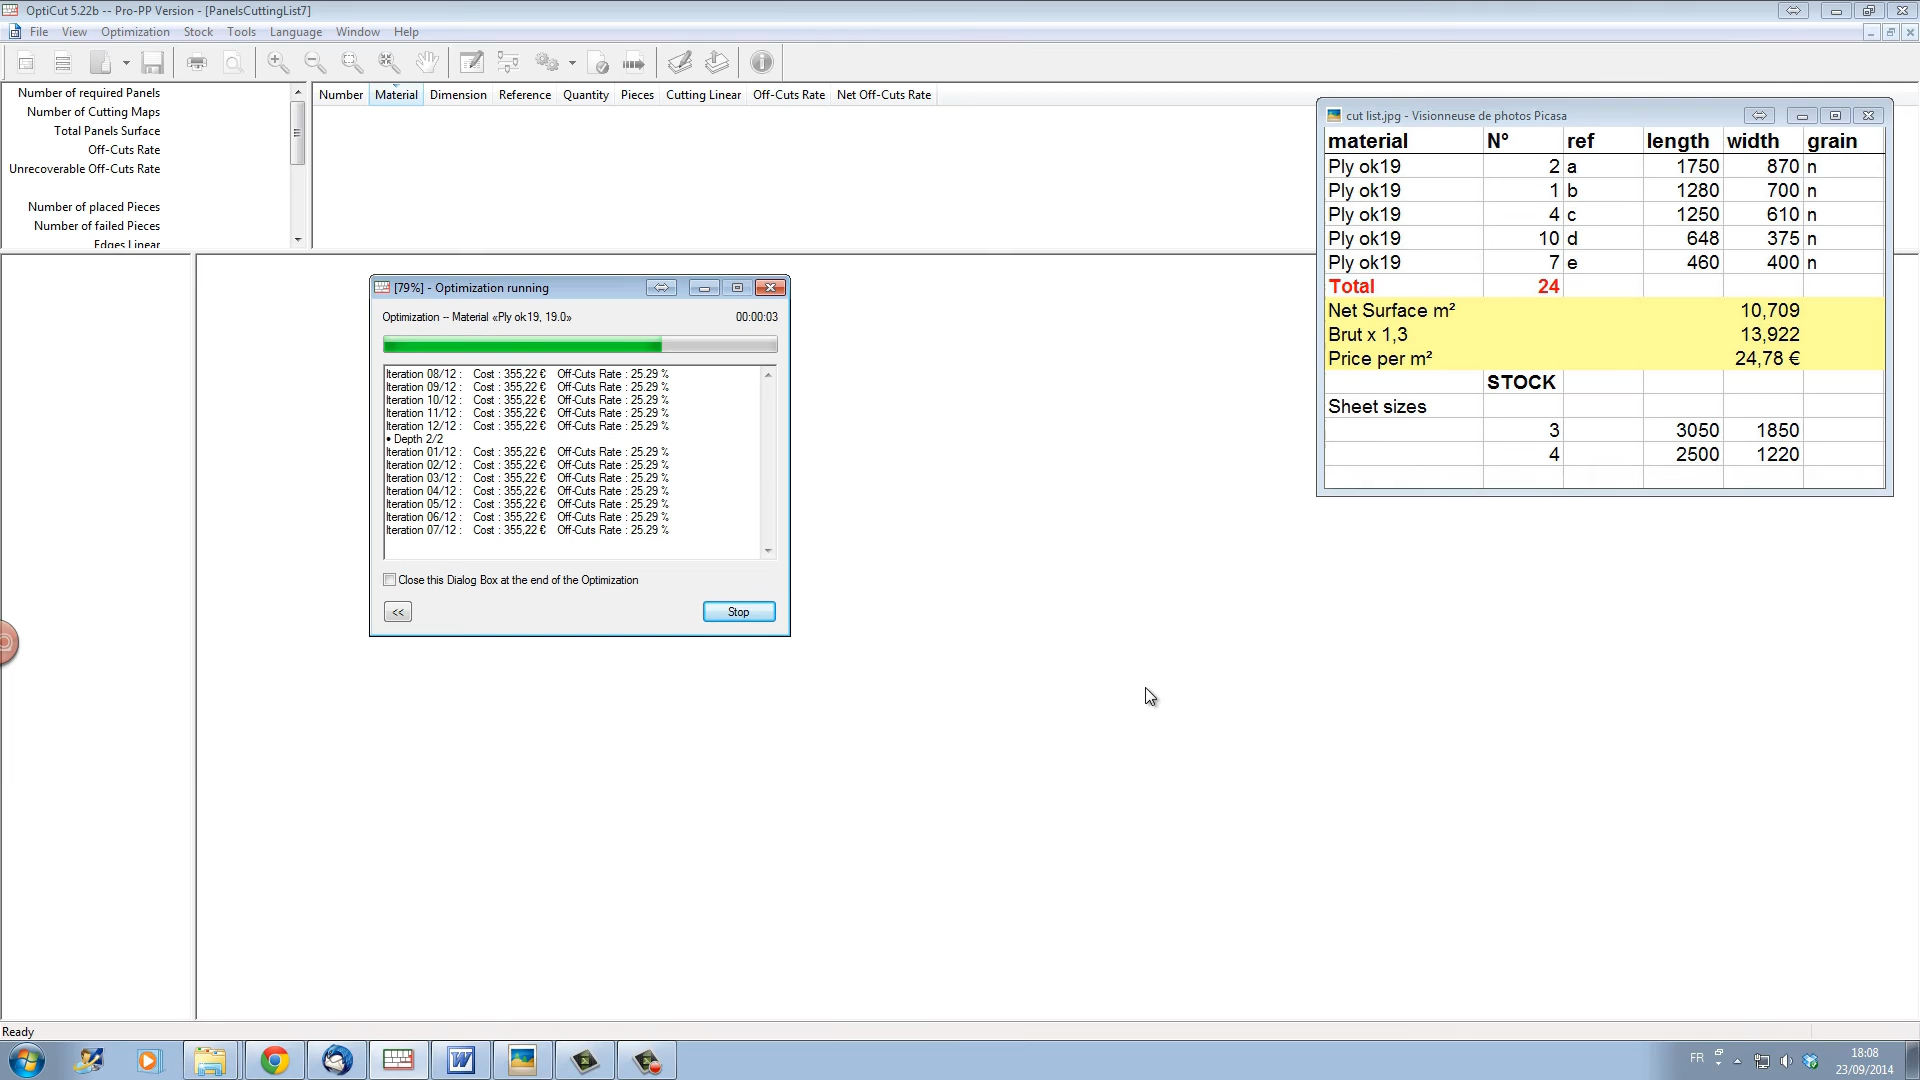 OptiCut 5.22b -- Pro-PP Version - [PanelsCuttingList7]
File View Optimization Stock Tools Language Window Help
Number of required Panels
Number of Cutting Maps
Total Panels Surface
Off-Cuts Rate
Unrecoverable Off-Cuts Rate
Number of placed Pieces
Number of failed Pieces
Edges Linear
Number Material Dimension Reference Quantity Pieces Cutting Linear Off-Cuts Rate Net Off-Cuts Rate
cut list.jpg - Visionneuse de photos Picasa
material N° ref length width grain
Ply ok19 2 a 1750 870 n
Ply ok19 1 b 1280 700 n
Ply ok19 4 c 1250 610 n
Ply ok19 10 d 648 375 n
Ply ok19 7 e 460 400 n
Total 24
Net Surface m² 10,709
Brut x 1,3 13,922
Price per m² 24,78 €
STOCK
Sheet sizes
3 3050 1850
4 2500 1220
[79%] - Optimization running
Optimization -- Material «Ply ok19, 19.0» 00:00:03
Iteration 08/12 : Cost : 355,22 € Off-Cuts Rate : 25.29 %
Iteration 09/12 : Cost : 355,22 € Off-Cuts Rate : 25.29 %
Iteration 10/12 : Cost : 355,22 € Off-Cuts Rate : 25.29 %
Iteration 11/12 : Cost : 355,22 € Off-Cuts Rate : 25.29 %
Iteration 12/12 : Cost : 355,22 € Off-Cuts Rate : 25.29 %
• Depth 2/2
Iteration 01/12 : Cost : 355,22 € Off-Cuts Rate : 25.29 %
Iteration 02/12 : Cost : 355,22 € Off-Cuts Rate : 25.29 %
Iteration 03/12 : Cost : 355,22 € Off-Cuts Rate : 25.29 %
Iteration 04/12 : Cost : 355,22 € Off-Cuts Rate : 25.29 %
Iteration 05/12 : Cost : 355,22 € Off-Cuts Rate : 25.29 %
Iteration 06/12 : Cost : 355,22 € Off-Cuts Rate : 25.29 %
Iteration 07/12 : Cost : 355,22 € Off-Cuts Rate : 25.29 %
Close this Dialog Box at the end of the Optimization
<< Stop
Ready
FR 18:08
23/09/2014